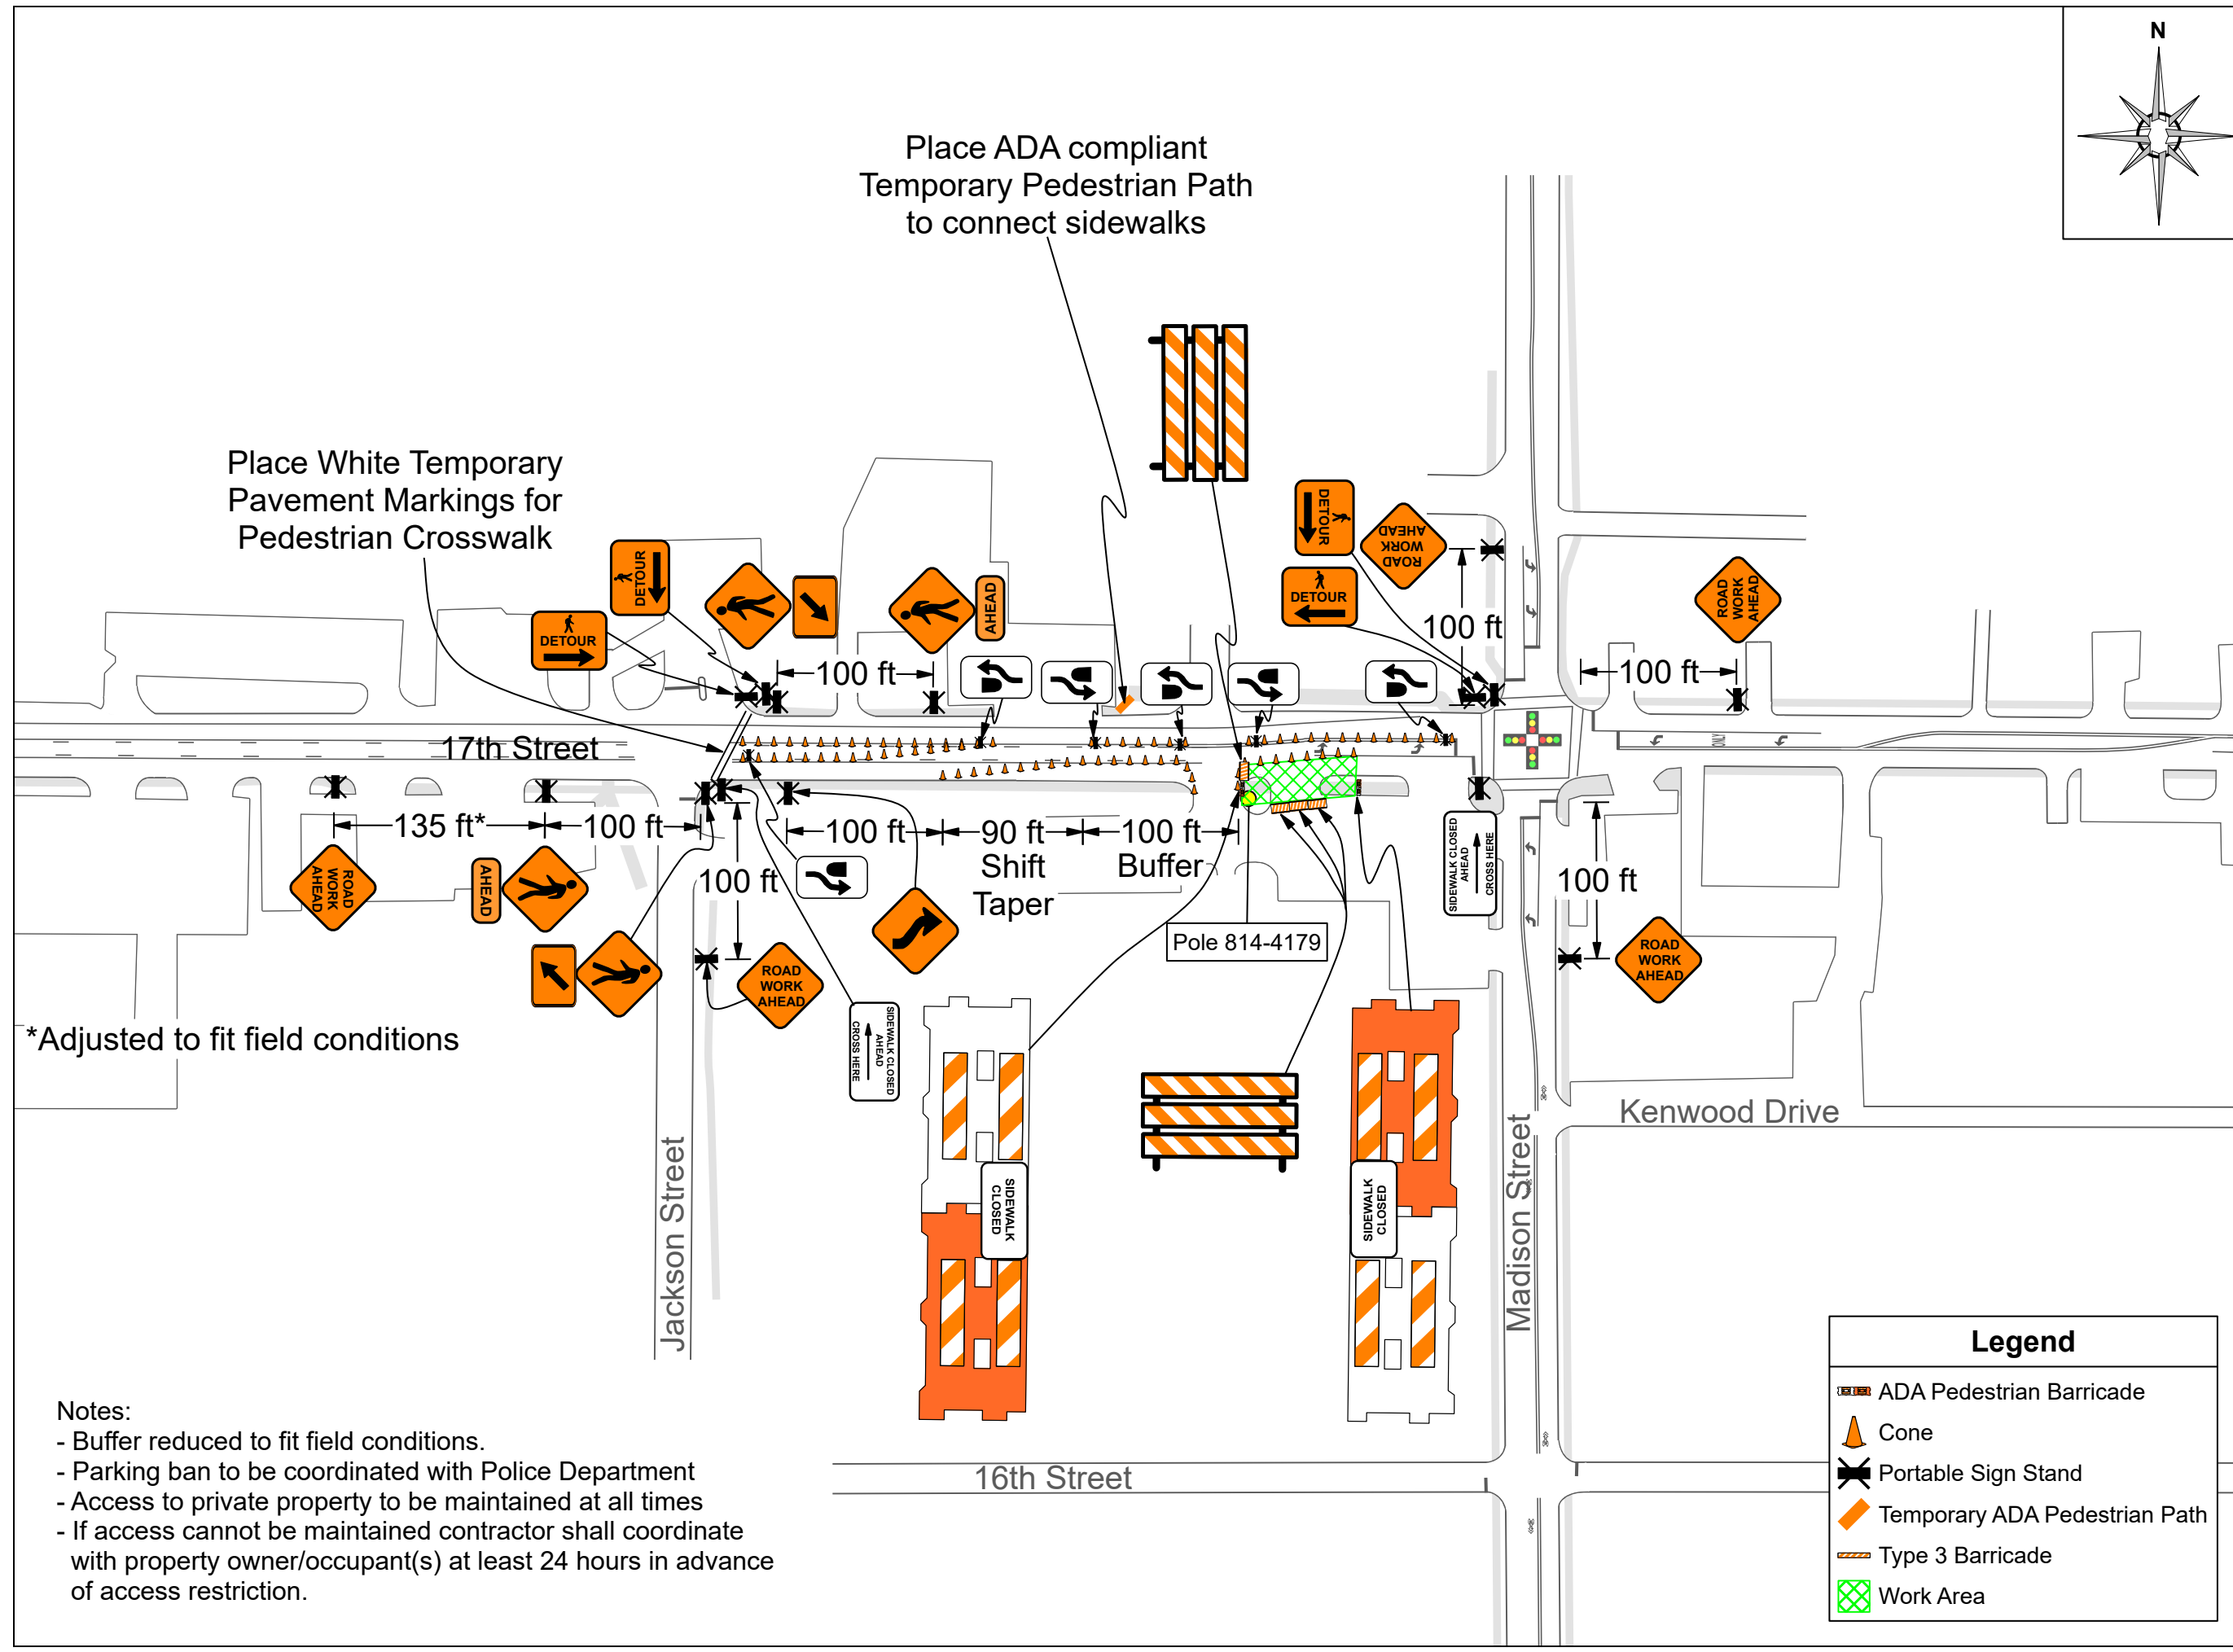 N
Place ADA compliant
Temporary Pedestrian Path
to connect sidewalks
Place White Temporary
Pavement Markings for
Pedestrian Crosswalk
DETOUR
DETOUR
AHEAD
DETOUR
DETOUR
ROAD
WORK
AHEAD
ROAD
WORK
AHEAD
100 ft
100 ft
100 ft
17th Street
ONLY
135 ft*
100 ft
100 ft
90 ft
Shift
Taper
100 ft
Buffer
100 ft
100 ft
ROAD
WORK
AHEAD
AHEAD
ROAD
WORK
AHEAD
SIDEWALK CLOSED
AHEAD
CROSS HERE
Pole 814-4179
SIDEWALK CLOSED
AHEAD
CROSS HERE
ROAD
WORK
AHEAD
*Adjusted to fit field conditions
SIDEWALK
CLOSED
SIDEWALK
CLOSED
Jackson Street
Madison Street
Kenwood Drive
16th Street
Notes:
- Buffer reduced to fit field conditions.
- Parking ban to be coordinated with Police Department
- Access to private property to be maintained at all times
- If access cannot be maintained contractor shall coordinate
with property owner/occupant(s) at least 24 hours in advance
of access restriction.
Legend
ADA Pedestrian Barricade
Cone
Portable Sign Stand
Temporary ADA Pedestrian Path
Type 3 Barricade
Work Area